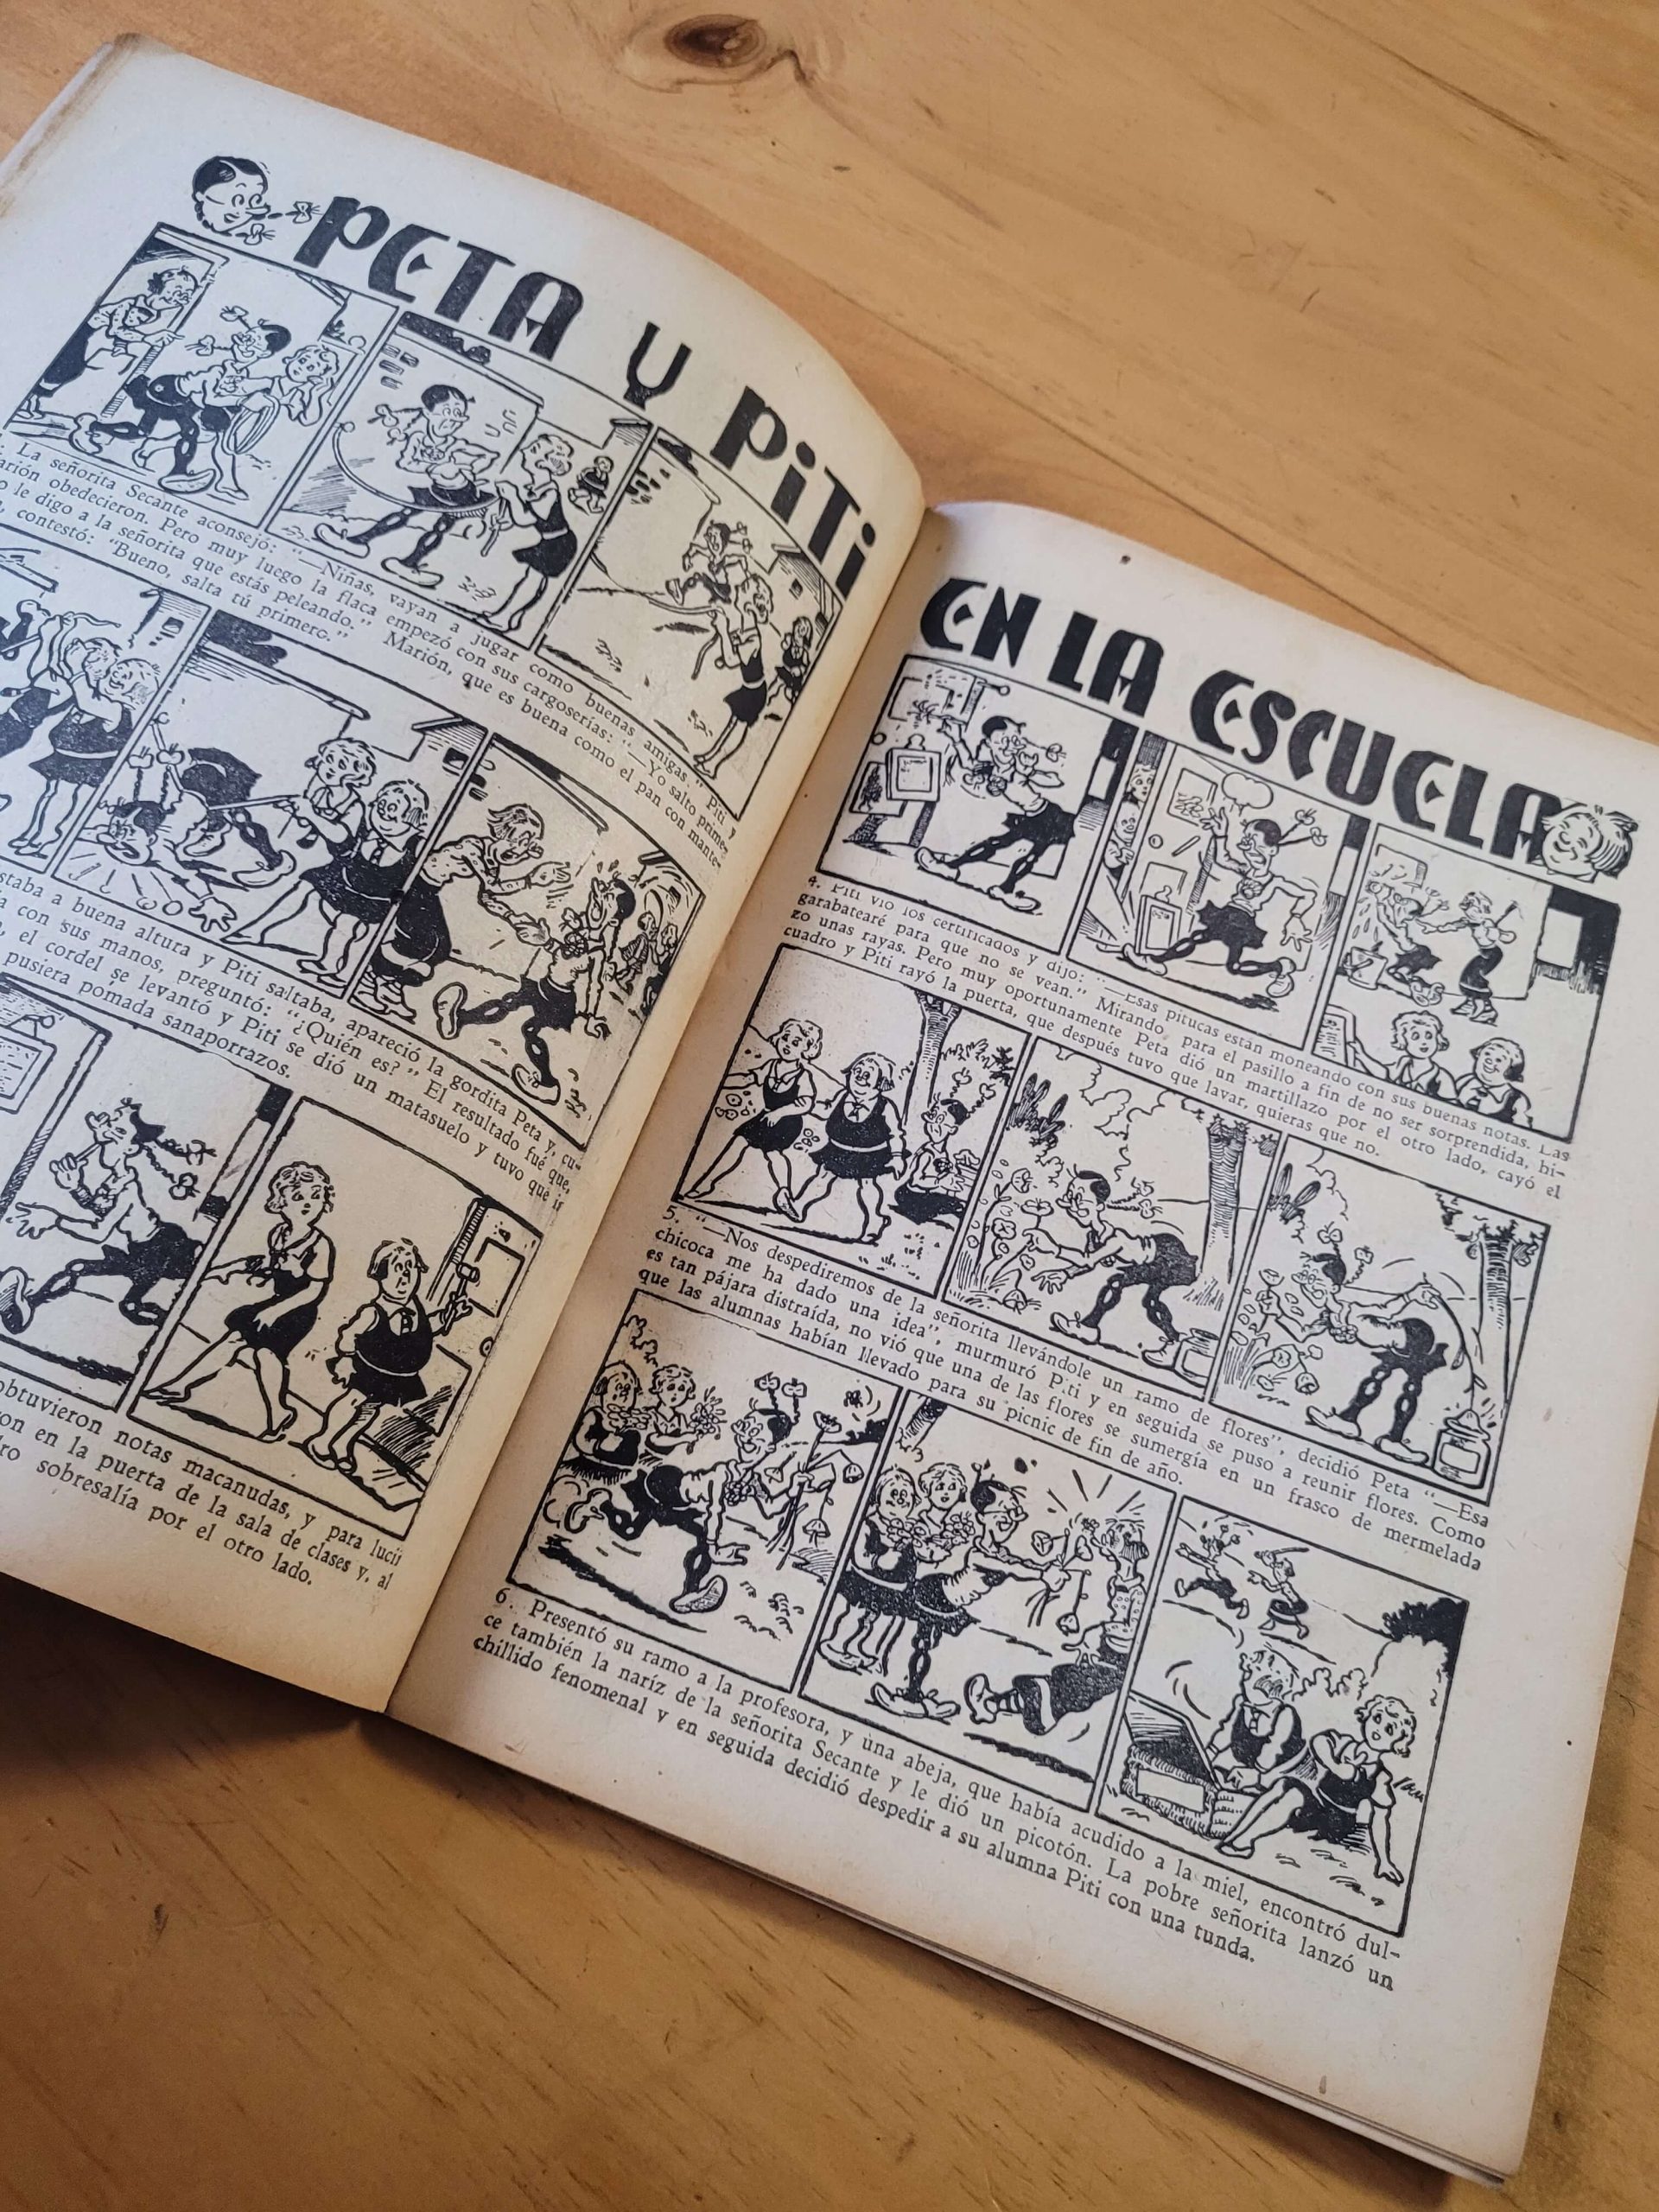 PETA Y PiTi
La señorita Secante aconsejó: "—Niñas, vayan a jugar como buenas amigas." Piti y
Marión obedecieron. Pero muy luego la flaca empezó con sus cargoserías: "—Yo salto prime-
o le digo a la señorita que estás peleando." Marión, que es buena como el pan con mante-
contestó: "Bueno, salta tú primero."
estaba a buena altura y Piti saltaba, apareció la gordita Peta y, cu-
a con sus manos, preguntó: "¿Quién es?" El resultado fué que,
el cordel se levantó y Piti se dió un matasuelo y tuvo que ir
pusiera pomada sanaporrazos.
obtuvieron notas macanudas, y para lucir
on en la puerta de la sala de clases y, al
dro sobresalía por el otro lado.
EN LA ESCUELA
4. Piti vió los certificados y dijo: "—Esas pitucas están moneando con sus buenas notas. Las
garabatearé para que no se vean." Mirando para el pasillo a fin de no ser sorprendida, hi-
zo unas rayas. Pero muy oportunamente Peta dió un martillazo por el otro lado, cayó el
cuadro y Piti rayó la puerta, que después tuvo que lavar, quieras que no.
5. "—Nos despediremos de la señorita llevándole un ramo de flores", decidió Peta "—Esa
chicoca me ha dado una idea", murmuró Piti y en seguida se puso a reunir flores. Como
es tan pájara distraída, no vió que una de las flores se sumergía en un frasco de mermelada
que las alumnas habían llevado para su picnic de fin de año.
6. Presentó su ramo a la profesora, y una abeja, que había acudido a la miel, encontró dul-
ce también la naríz de la señorita Secante y le dió un picotón. La pobre señorita lanzó un
chillido fenomenal y en seguida decidió despedir a su alumna Piti con una tunda.